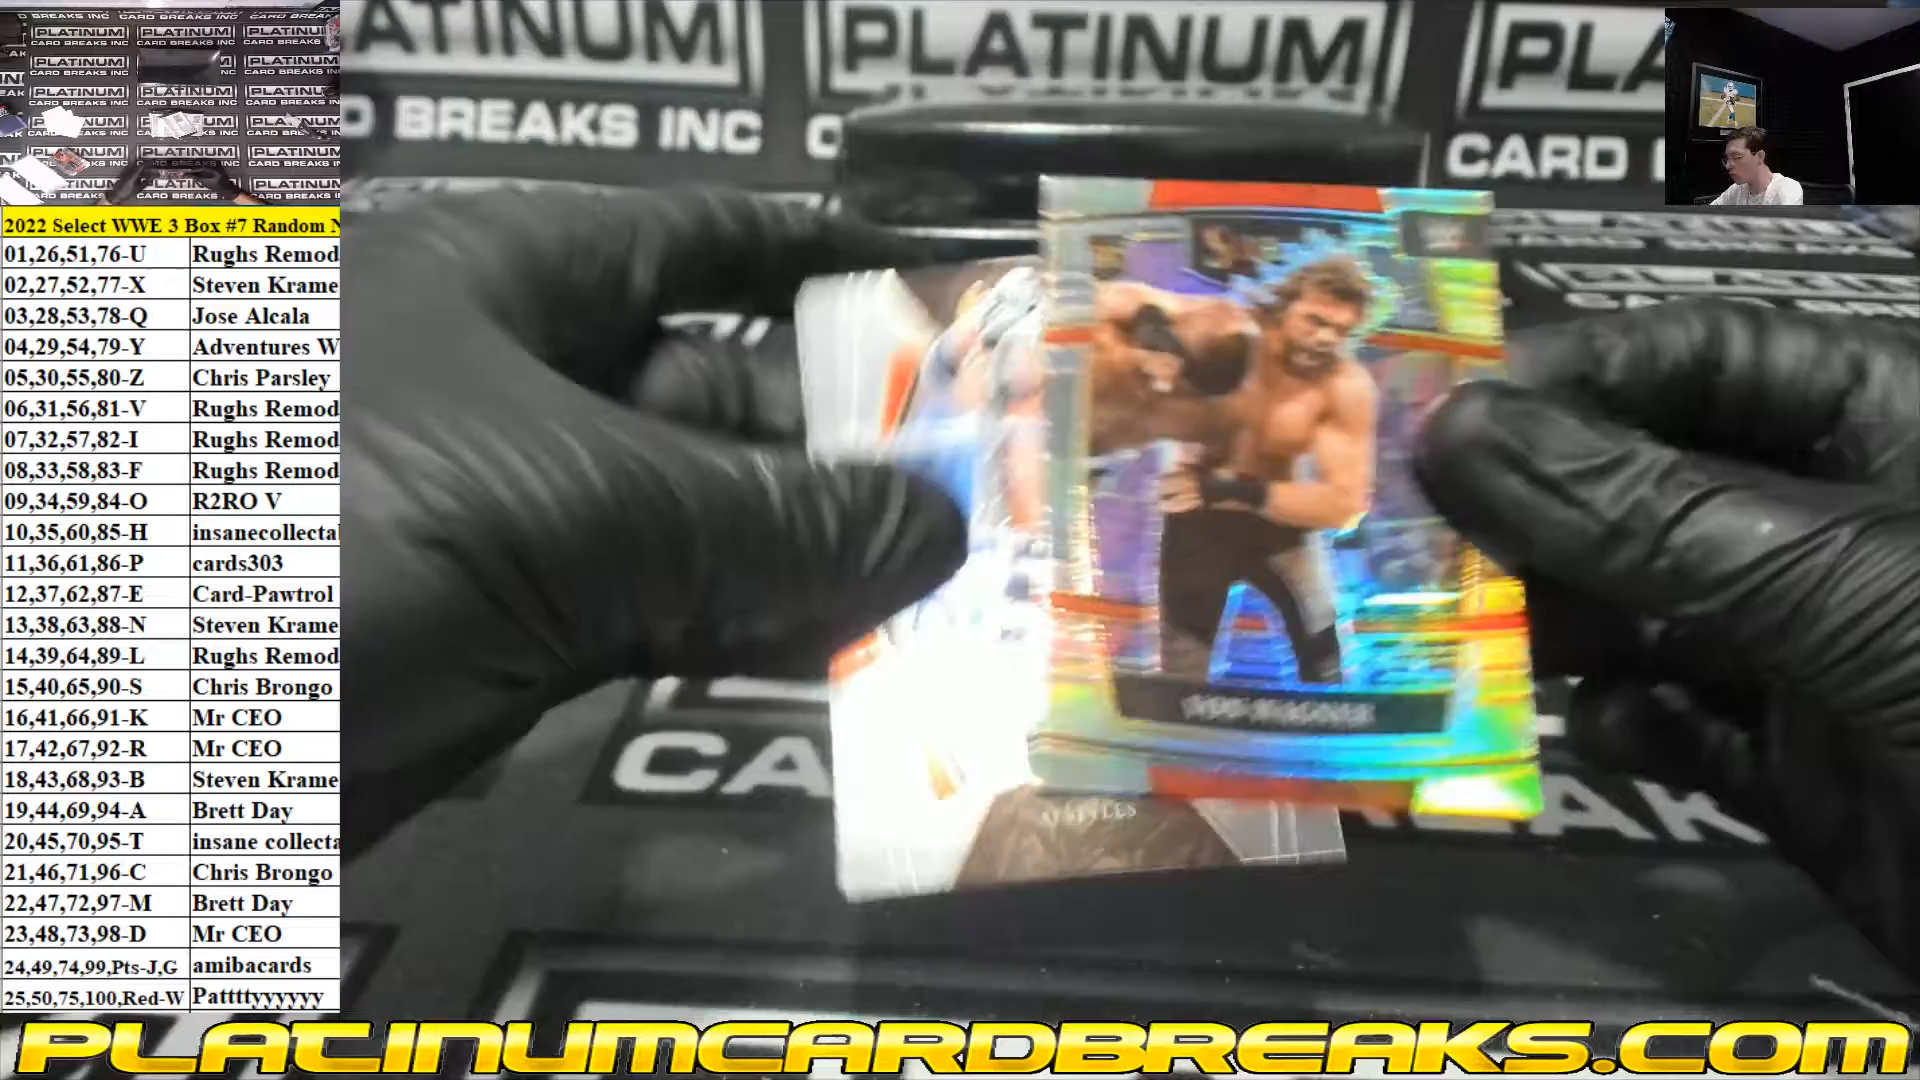 PLATINUM
CARD BREAKS INC
ATINUM PLATINUM PLA
D BREAKS INC C CARD
2022 Select WWE 3 Box #7 Random N
01,26,51,76-U Rughs Remod
02,27,52,77-X Steven Krame
03,28,53,78-Q Jose Alcala
04,29,54,79-Y Adventures W
05,30,55,80-Z Chris Parsley
06,31,56,81-V Rughs Remod
07,32,57,82-I Rughs Remod
08,33,58,83-F Rughs Remod
09,34,59,84-O R2RO V
10,35,60,85-H insanecollecta
11,36,61,86-P cards303
12,37,62,87-E Card-Pawtrol
13,38,63,88-N Steven Krame
14,39,64,89-L Rughs Remod
15,40,65,90-S Chris Brongo
16,41,66,91-K Mr CEO
17,42,67,92-R Mr CEO
18,43,68,93-B Steven Krame
19,44,69,94-A Brett Day
20,45,70,95-T insane collecta
21,46,71,96-C Chris Brongo
22,47,72,97-M Brett Day
23,48,73,98-D Mr CEO
24,49,74,99,Pts-J,G amibacards
25,50,75,100,Red-W Patttttyyyyyy
CA EAK
PLATINUMCARDBREAKS.COM